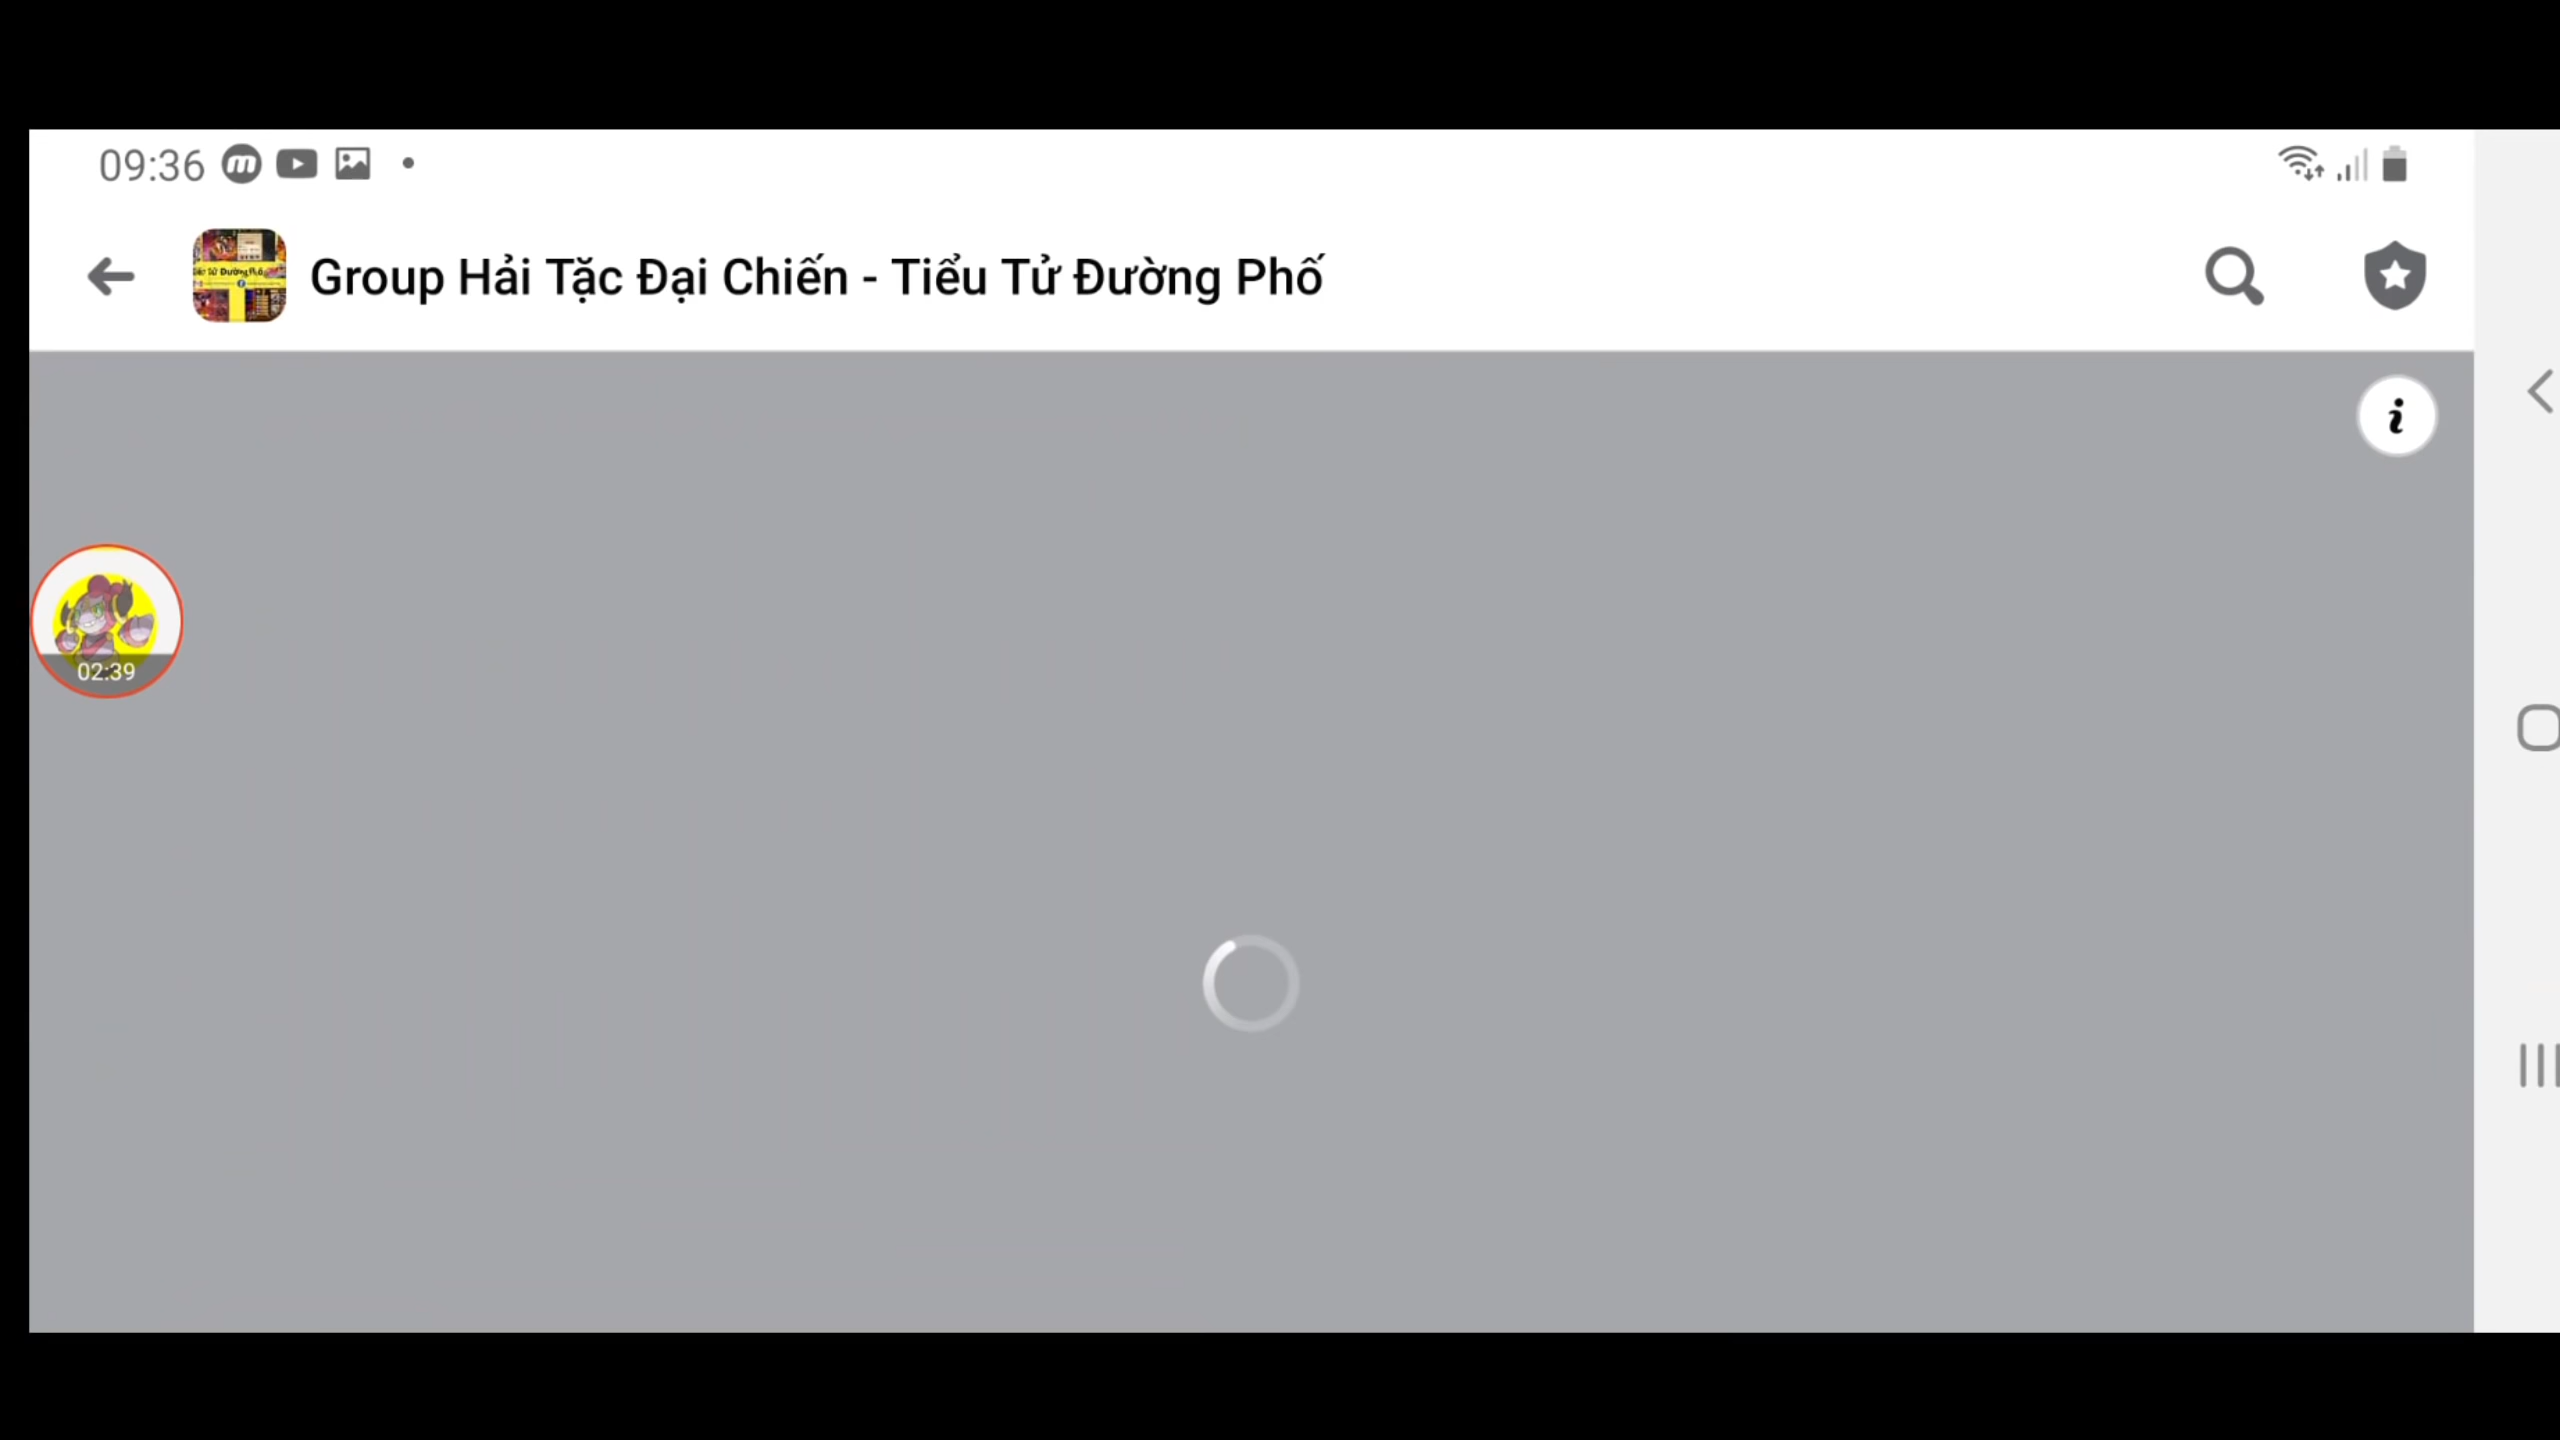 09:36
Group Hải Tặc Đại Chiến - Tiểu Tử Đường Phố
02:39